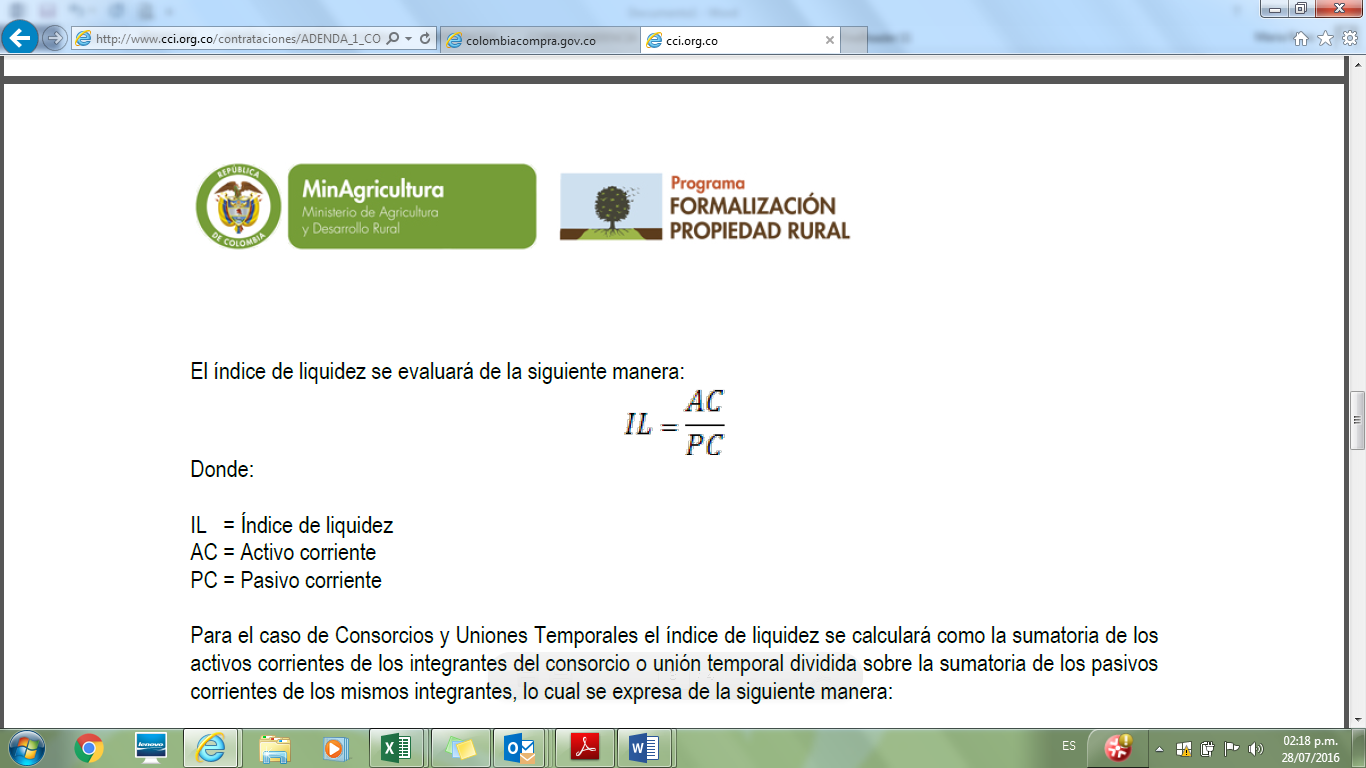 http://www.cci.org.co/contrataciones/ADENDA_1_CO
colombiacompra.gov.co
cci.org.co
REPÚBLICA
DE COLOMBIA
MinAgricultura
Ministerio de Agricultura
y Desarrollo Rural
Programa
FORMALIZACIÓN
PROPIEDAD RURAL
El índice de liquidez se evaluará de la siguiente manera:
IL = AC/PC
Donde:
IL = Índice de liquidez
AC = Activo corriente
PC = Pasivo corriente
Para el caso de Consorcios y Uniones Temporales el índice de liquidez se calculará como la sumatoria de los
activos corrientes de los integrantes del consorcio o unión temporal dividida sobre la sumatoria de los pasivos
corrientes de los mismos integrantes, lo cual se expresa de la siguiente manera:
lenovo
ES
02:18 p.m.
28/07/2016